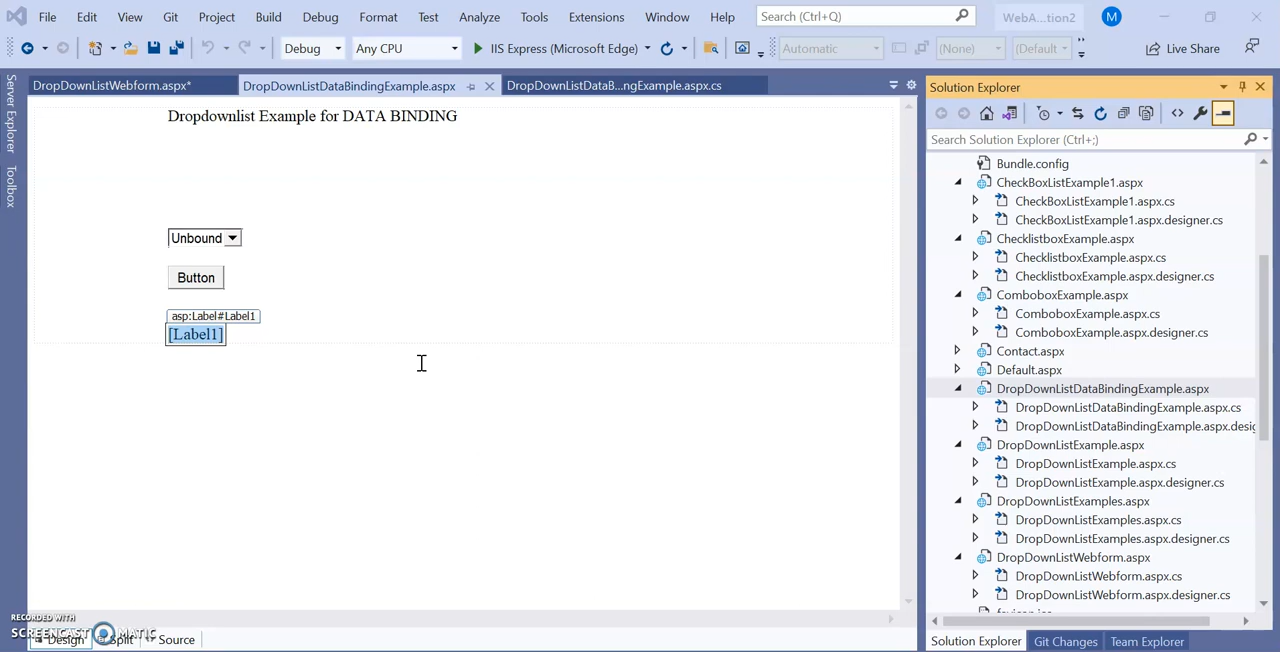 File Edit View Git Project Build Debug Format Test Analyze Tools Extensions Window Help Search (Ctrl+Q) WebA...tion2 M
Debug Any CPU IIS Express (Microsoft Edge) Automatic (None) (Default Live Share
Server Explorer
Toolbox
DropDownListWebform.aspx* DropDownListDataBindingExample.aspx DropDownListDataB...ngExample.aspx.cs
Dropdownlist Example for DATA BINDING
Unbound
Button
asp:Label#Label1
[Label1]
RECORDED WITH
SCREENCAST MATIC
Design Split Source
Solution Explorer
Search Solution Explorer (Ctrl+;)
Bundle.config
CheckBoxListExample1.aspx
CheckBoxListExample1.aspx.cs
CheckBoxListExample1.aspx.designer.cs
ChecklistboxExample.aspx
ChecklistboxExample.aspx.cs
ChecklistboxExample.aspx.designer.cs
ComboboxExample.aspx
ComboboxExample.aspx.cs
ComboboxExample.aspx.designer.cs
Contact.aspx
Default.aspx
DropDownListDataBindingExample.aspx
DropDownListDataBindingExample.aspx.cs
DropDownListDataBindingExample.aspx.desig
DropDownListExample.aspx
DropDownListExample.aspx.cs
DropDownListExample.aspx.designer.cs
DropDownListExamples.aspx
DropDownListExamples.aspx.cs
DropDownListExamples.aspx.designer.cs
DropDownListWebform.aspx
DropDownListWebform.aspx.cs
DropDownListWebform.aspx.designer.cs
Solution Explorer Git Changes Team Explorer